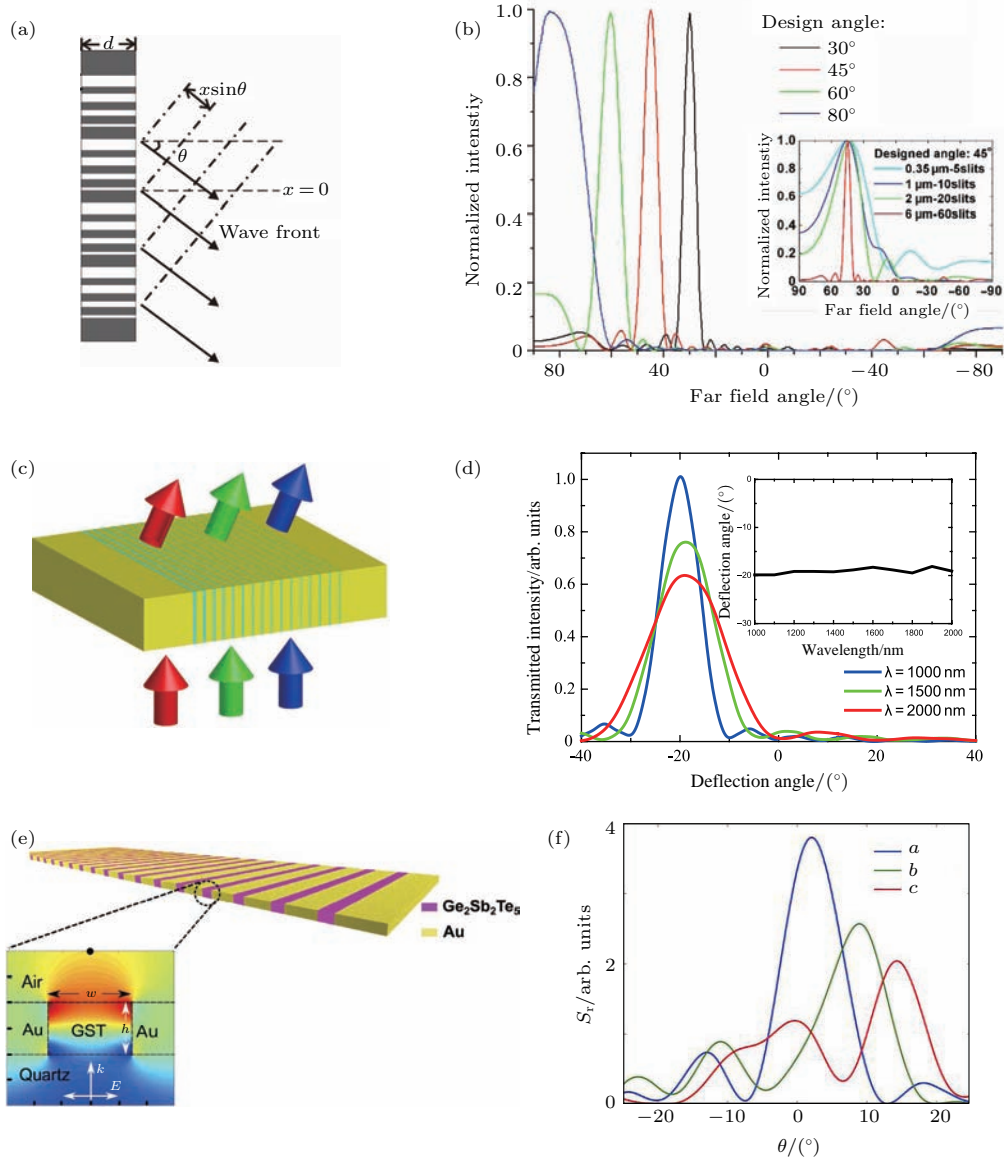 (a)
d
x sinθ
θ
x = 0
Wave front
(b)
Normalized intenstiy
1.0
0.8
0.6
0.4
0.2
0
80
40
0
−40
−80
Far field angle/(°)
Design angle:
30°
45°
60°
80°
Normalized intenstiy
1.0
0.8
0.6
0.4
0.2
0
90
60
30
0
-30
-60
-90
Far field angle/(°)
Designed angle: 45°
0.35 μm-5slits
1 μm-10slits
2 μm-20slits
6 μm-60slits
(c)
(d)
Transmitted intensity/arb. units
1.0
0.8
0.6
0.4
0.2
0
-40
-20
0
20
40
Deflection angle/(°)
λ = 1000 nm
λ = 1500 nm
λ = 2000 nm
Deflection angle/(°)
0
−10
−20
−30
1000
1200
1400
1600
1800
2000
Wavelength/nm
(e)
Ge₂Sb₂Te₅
Au
Air
w
Au
GST
h
Au
Quartz
k
E
(f)
Sᵣ/arb. units
4
2
0
−20
−10
0
10
20
θ/(°)
a
b
c